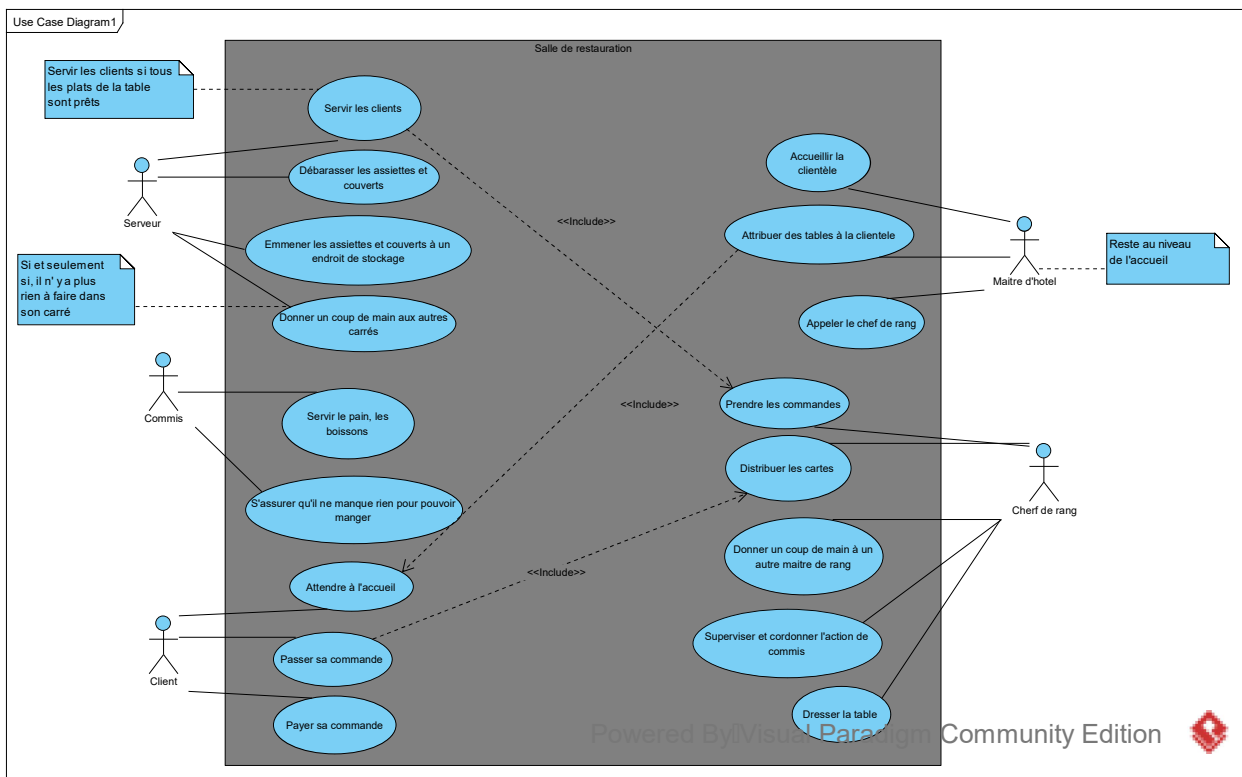 Use Case Diagram1
Salle de restauration
Servir les clients si tous
les plats de la table
sont prêts
Servir les clients
Serveur
Débarasser les assiettes et
couverts
Emmener les assiettes et couverts à un
endroit de stockage
Si et seulement
si, il n' y a plus
rien à faire dans
son carré
Donner un coup de main aux autres
carrés
Commis
Servir le pain, les
boissons
S'assurer qu'il ne manque rien pour pouvoir
manger
Attendre à l'accueil
Client
Passer sa commande
Payer sa commande
<<Include>>
<<Include>>
<<Include>>
Accueillir la
clientèle
Attribuer des tables à la clientele
Maitre d'hotel
Reste au niveau
de l'accueil
Appeler le chef de rang
Prendre les commandes
Distribuer les cartes
Cherf de rang
Donner un coup de main à un
autre maitre de rang
Superviser et cordonner l'action de
commis
Dresser la table
Powered By Visual Paradigm Community Edition